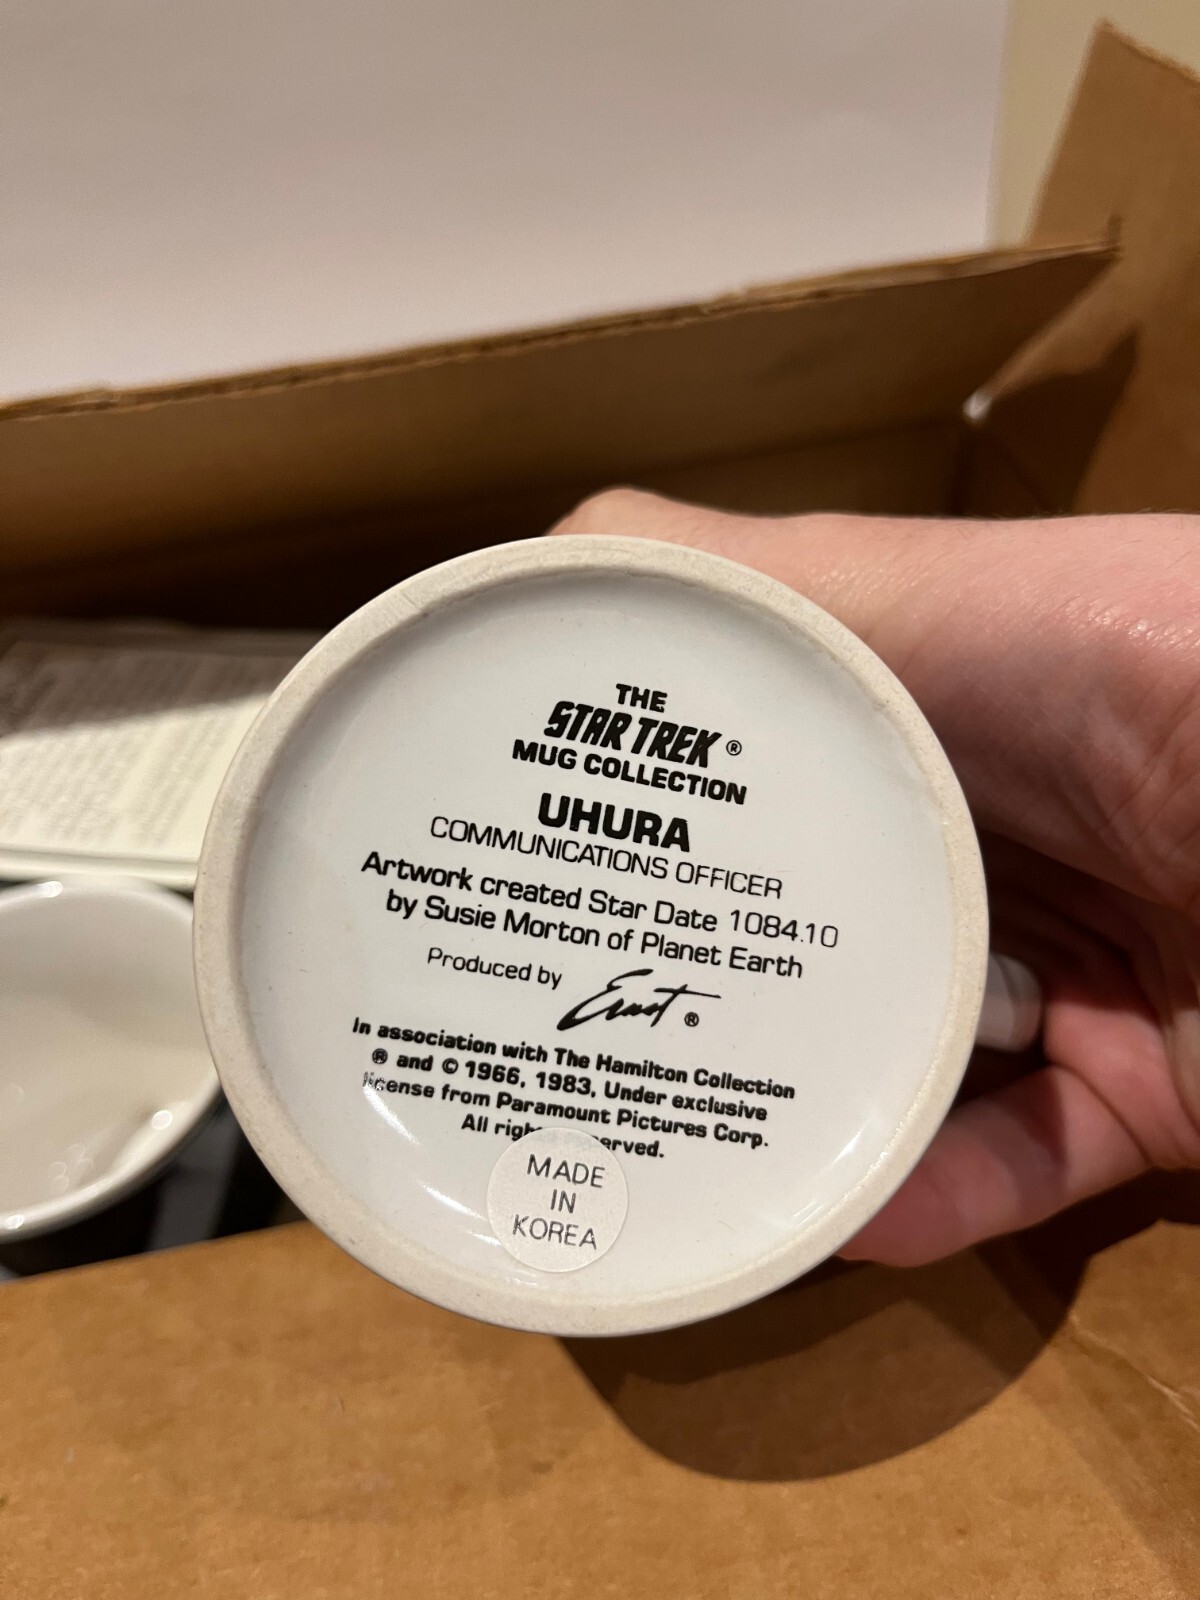 THE
STAR TREK ®
MUG COLLECTION
UHURA
COMMUNICATIONS OFFICER
Artwork created Star Date 1084.10
by Susie Morton of Planet Earth
Produced by Ernst ®
In association with The Hamilton Collection
® and © 1966, 1983, Under exclusive
license from Paramount Pictures Corp.
All righ erved.
MADE
IN
KOREA